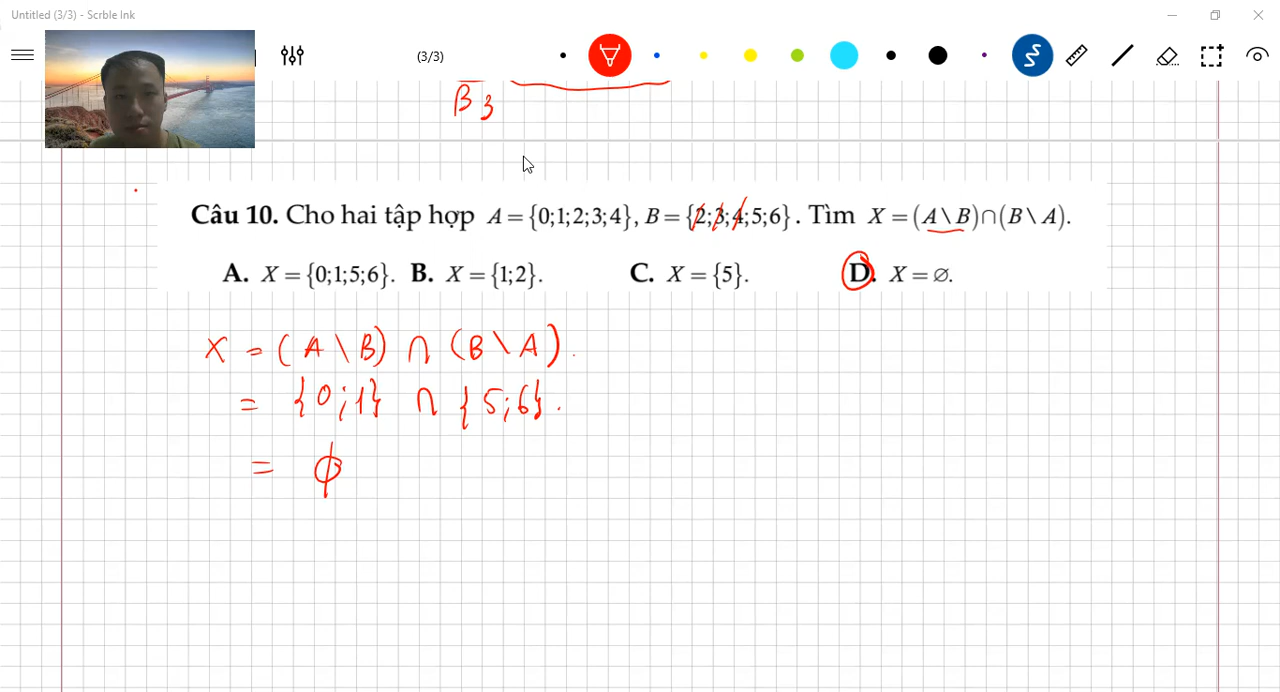 Untitled (3/3) - Scrble Ink
(3/3)
B 3
Câu 10. Cho hai tập hợp A = {0;1;2;3;4}, B = {2;3;4;5;6}. Tìm X = (A \ B) ∩ (B \ A).
A. X = {0;1;5;6}. B. X = {1;2}. C. X = {5}. D. X = ∅.
X = (A \ B) ∩ (B \ A).
= {0;1} ∩ {5;6}.
= ϕ